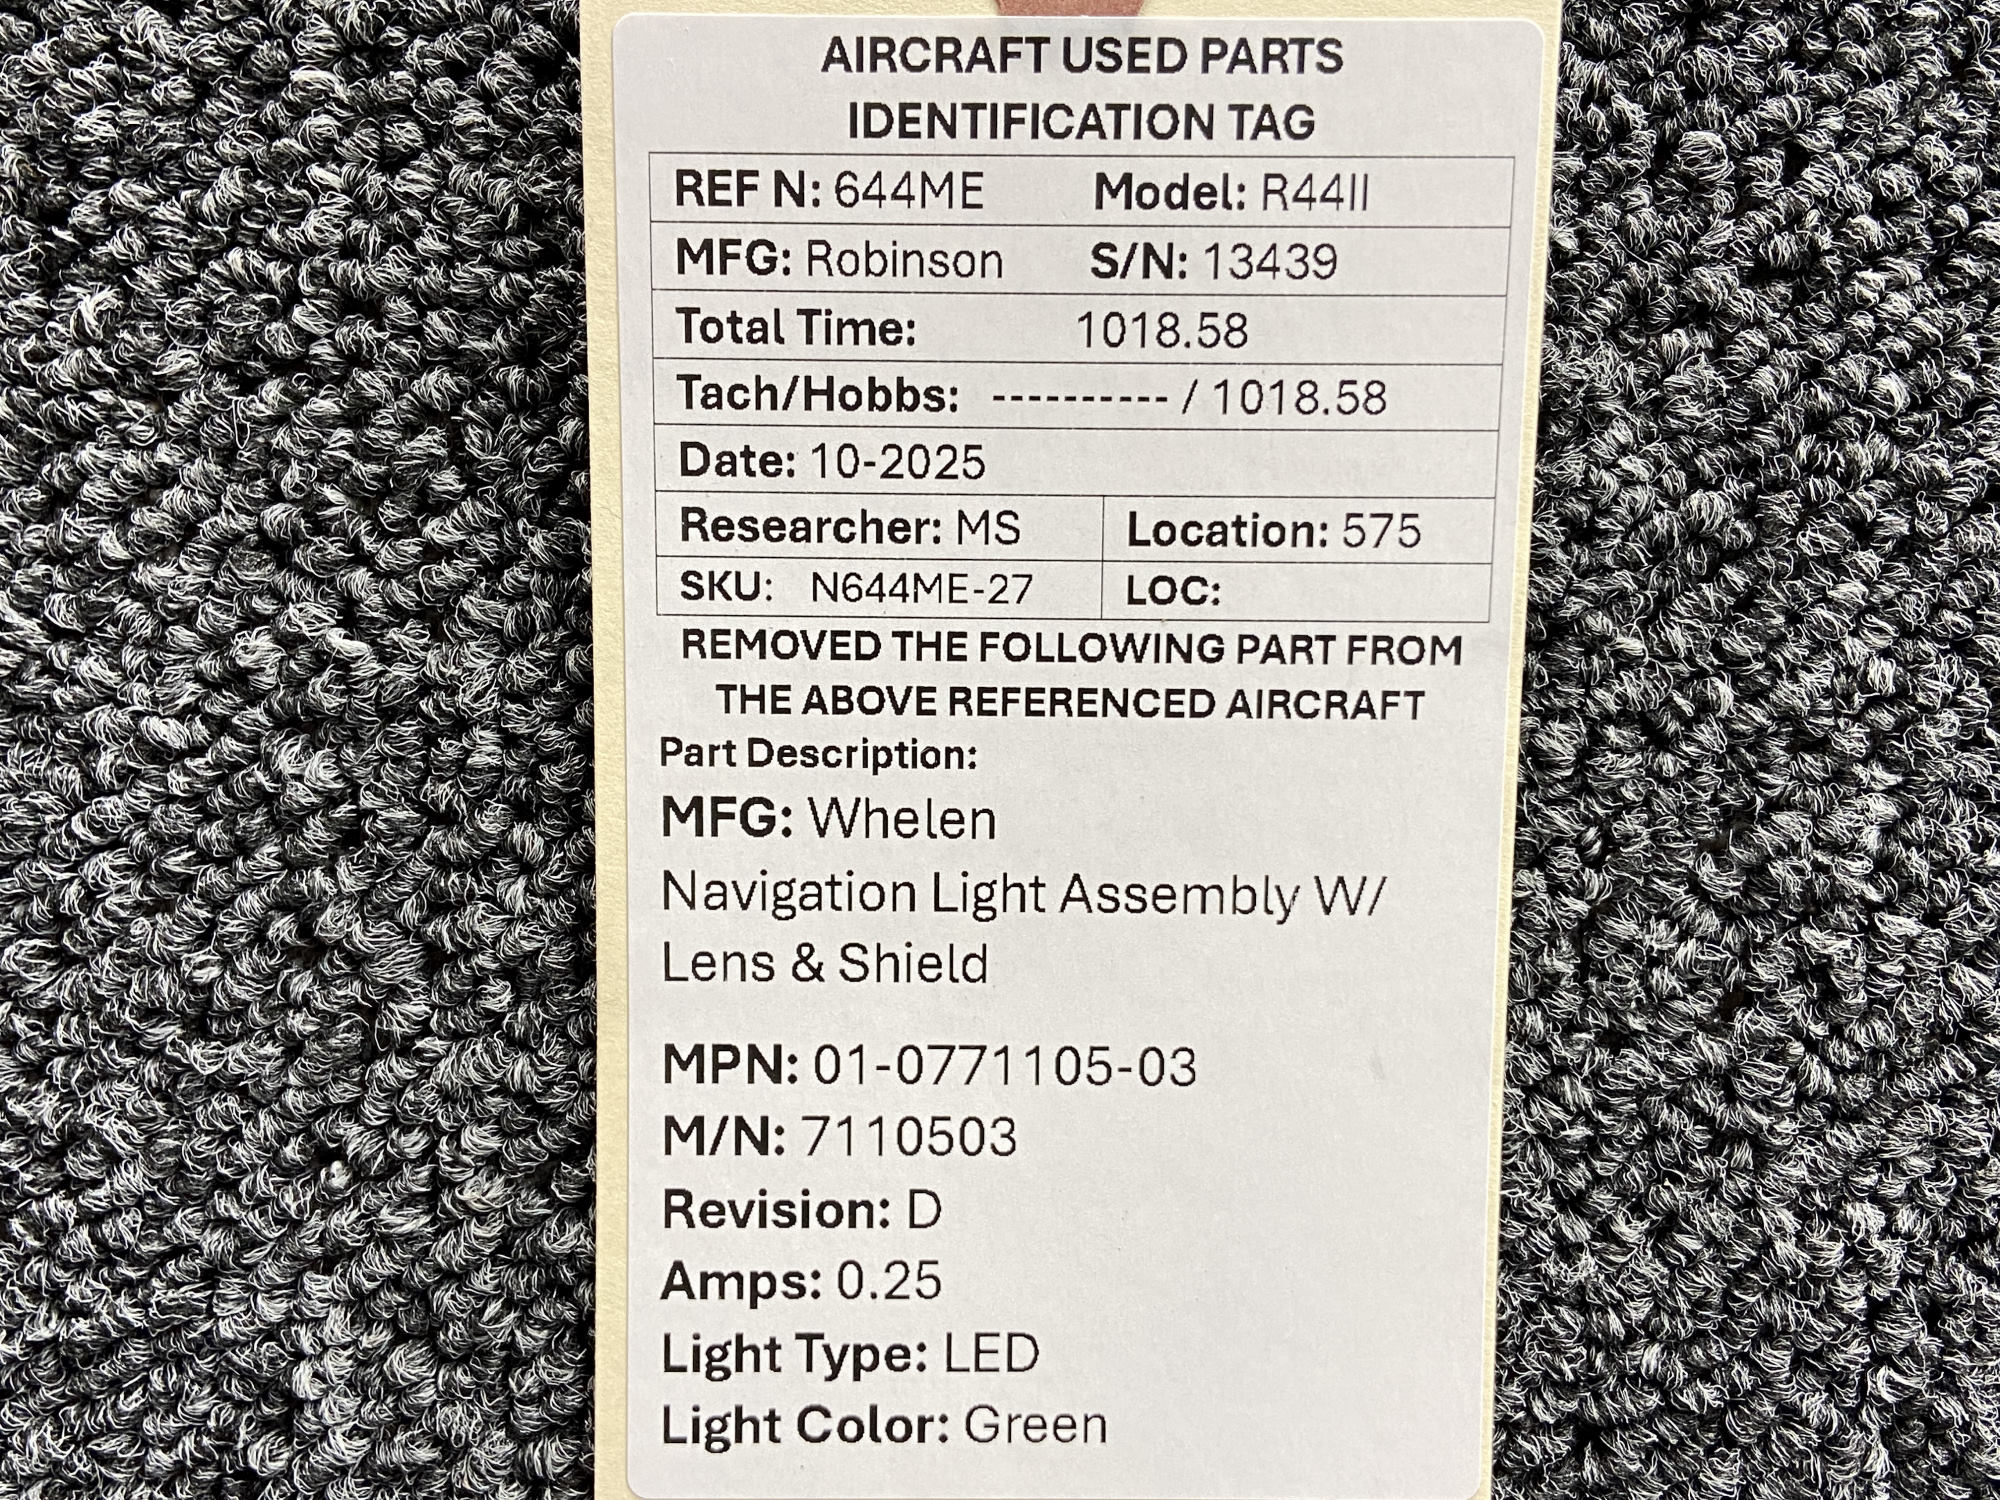 AIRCRAFT USED PARTS
IDENTIFICATION TAG
REF N: 644ME Model: R44II
MFG: Robinson S/N: 13439
Total Time: 1018.58
Tach/Hobbs: ---------- / 1018.58
Date: 10-2025
Researcher: MS Location: 575
SKU: N644ME-27 LOC:
REMOVED THE FOLLOWING PART FROM
THE ABOVE REFERENCED AIRCRAFT
Part Description:
MFG: Whelen
Navigation Light Assembly W/
Lens & Shield
MPN: 01-0771105-03
M/N: 7110503
Revision: D
Amps: 0.25
Light Type: LED
Light Color: Green